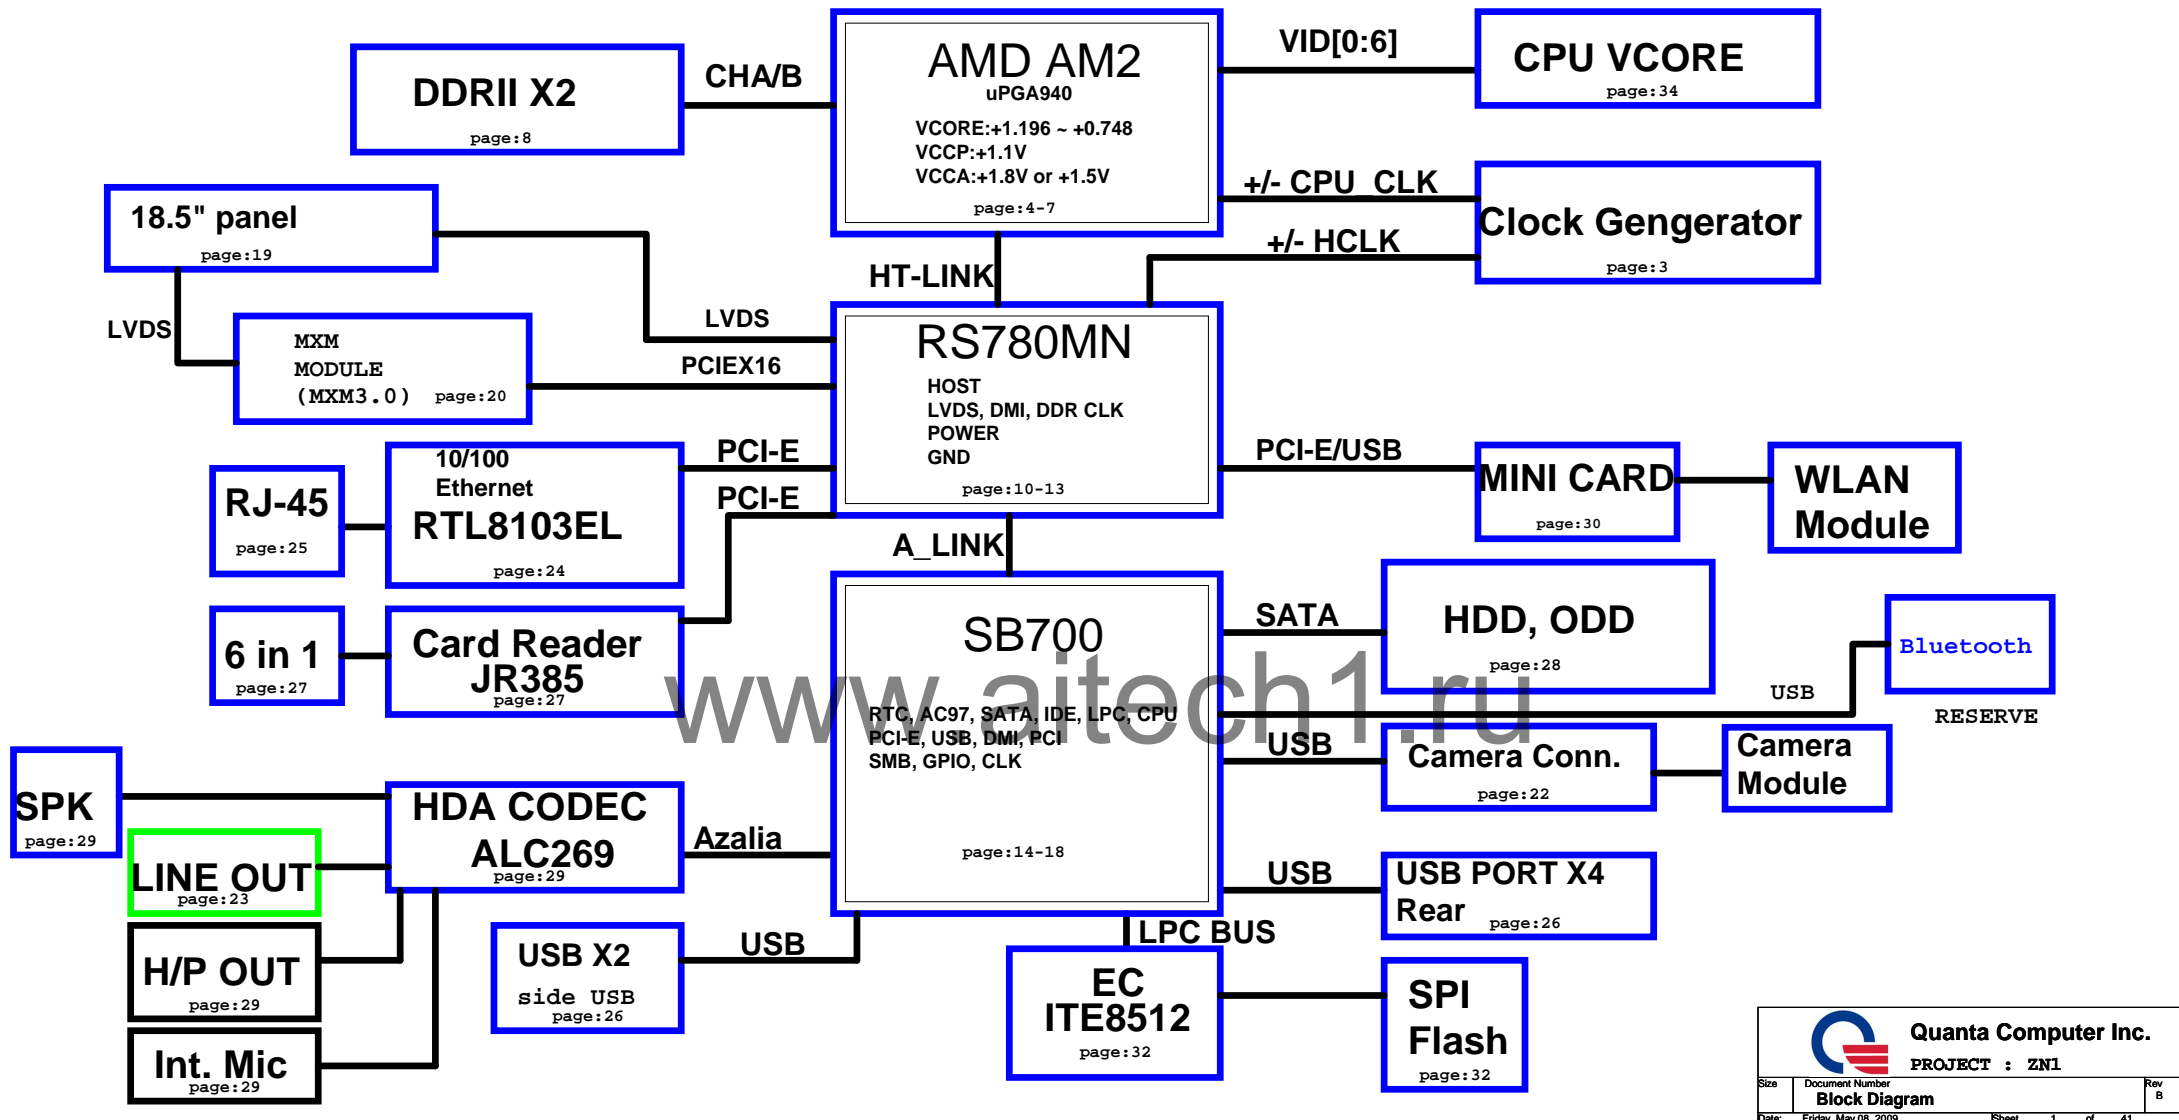 AMD AM2
uPGA940
VCORE:+1.196 ~ +0.748
VCCP:+1.1V
VCCA:+1.8V or +1.5V
page:4-7
DDRII X2
page:8
CHA/B
VID[0:6]
CPU VCORE
page:34
+/- CPU_CLK
+/- HCLK
Clock Gengerator
page:3
18.5" panel
page:19
HT-LINK
LVDS
LVDS
MXM
MODULE
(MXM3.0)
page:20
PCIEX16
RS780MN
HOST
LVDS, DMI, DDR CLK
POWER
GND
page:10-13
RJ-45
page:25
10/100
Ethernet
RTL8103EL
page:24
PCI-E
PCI-E
PCI-E/USB
MINI CARD
page:30
WLAN
Module
A_LINK
6 in 1
page:27
Card Reader
JR385
page:27
SB700
RTC, AC97, SATA, IDE, LPC, CPU
PCI-E, USB, DMI, PCI
SMB, GPIO, CLK
page:14-18
SATA
HDD, ODD
page:28
USB
Bluetooth
RESERVE
www.aitech1.ru
USB
Camera Conn.
page:22
Camera
Module
SPK
page:29
HDA CODEC
ALC269
page:29
Azalia
LINE OUT
page:23
USB
USB PORT X4
Rear
page:26
H/P OUT
page:29
USB X2
side USB
page:26
USB
LPC BUS
EC
ITE8512
page:32
SPI
Flash
page:32
Int. Mic
page:29
Quanta Computer Inc.
PROJECT : ZN1
Size
Document Number
Rev
Block Diagram
B
Date:
Friday, May 08, 2009
Sheet
1
of
41